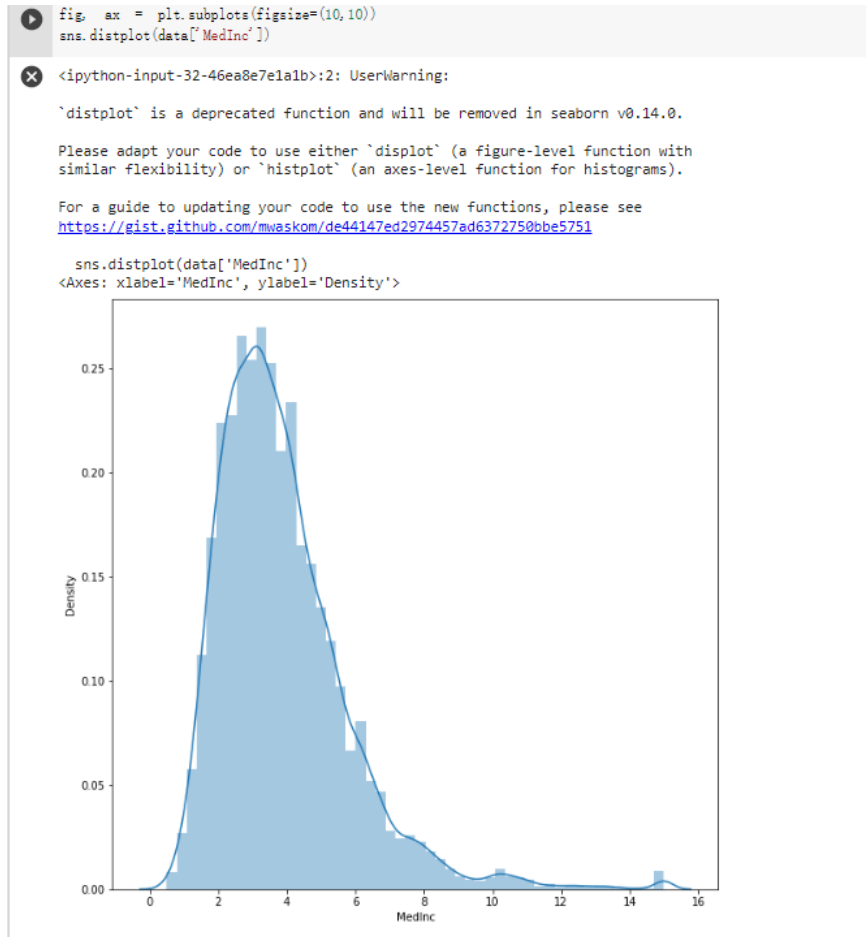 fig, ax = plt.subplots(figsize=(10,10))
sns.distplot(data['MedInc'])
<ipython-input-32-46ea8e7e1a1b>:2: UserWarning:
`distplot` is a deprecated function and will be removed in seaborn v0.14.0.
Please adapt your code to use either `displot` (a figure-level function with
similar flexibility) or `histplot` (an axes-level function for histograms).
For a guide to updating your code to use the new functions, please see
https://gist.github.com/mwaskom/de44147ed2974457ad6372750bbe5751
sns.distplot(data['MedInc'])
<Axes: xlabel='MedInc', ylabel='Density'>
0.25
0.20
0.15
0.10
0.05
0.00
Density
0 2 4 6 8 10 12 14 16
MedInc